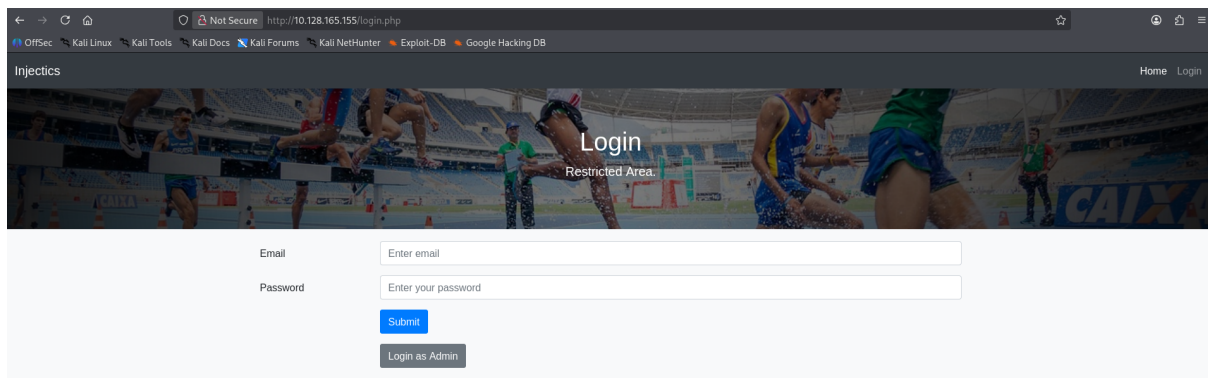 Not Secure http://10.128.165.155/login.php
OffSec Kali Linux Kali Tools Kali Docs Kali Forums Kali NetHunter Exploit-DB Google Hacking DB
Injectics Home Login
Login
Restricted Area.
CAIXA
CAIXA
Email Enter email
Password Enter your password
Submit
Login as Admin